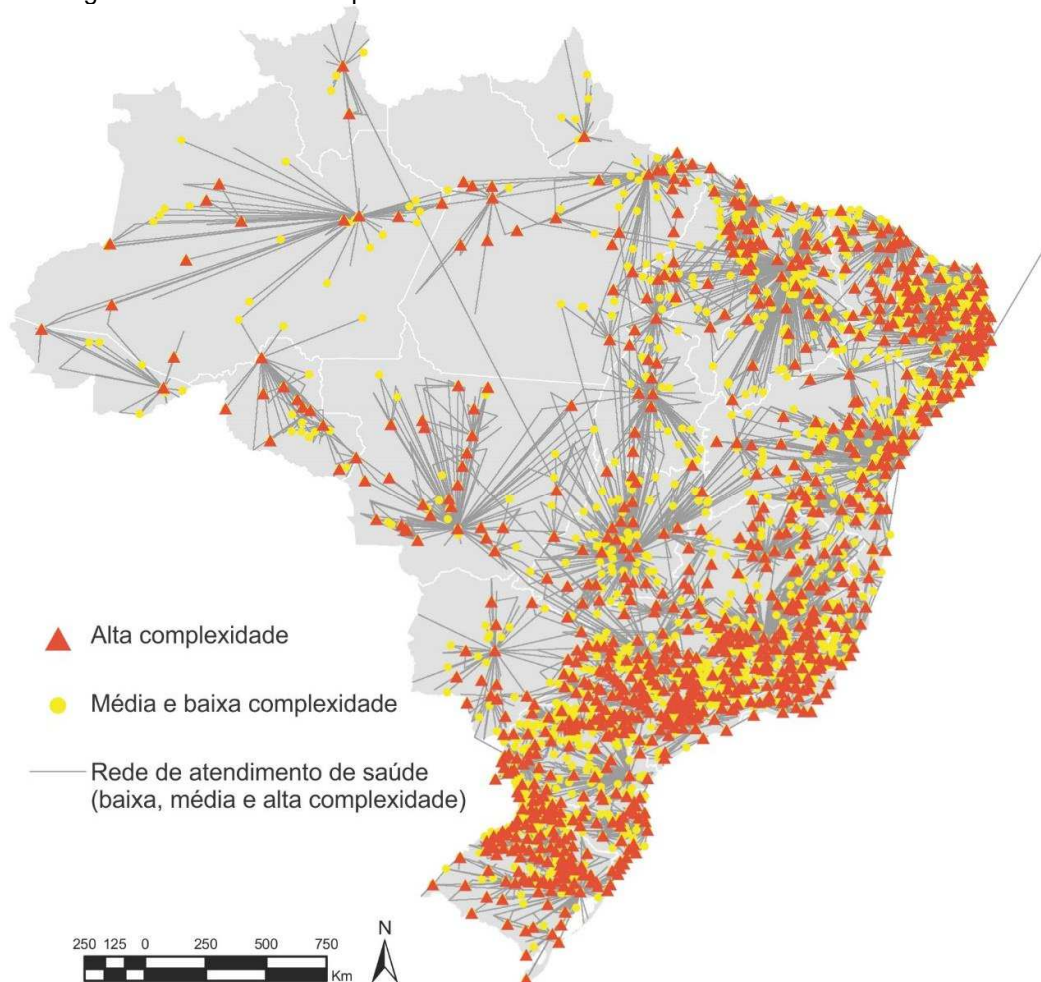 Alta complexidade
Média e baixa complexidade
Rede de atendimento de saúde
(baixa, média e alta complexidade)
N
250 125 0 250 500 750
Km